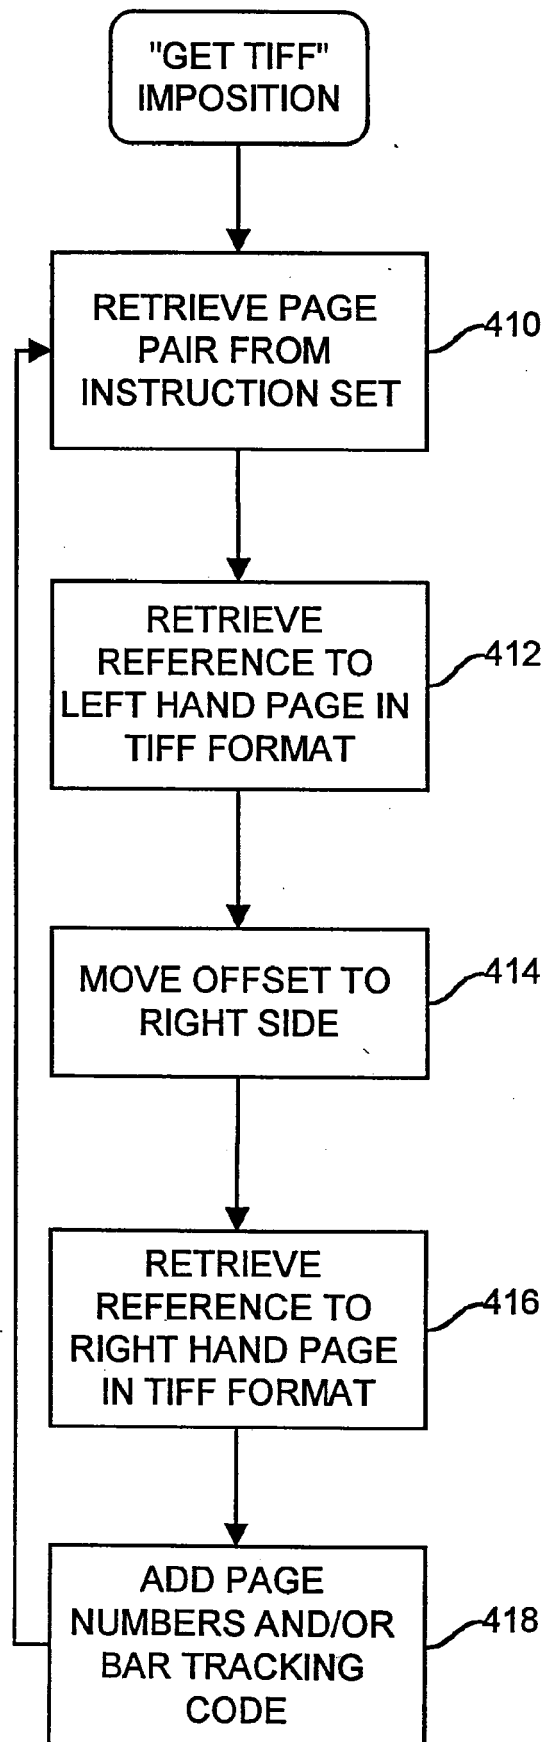 "GET TIFF"
IMPOSITION
RETRIEVE PAGE
PAIR FROM
INSTRUCTION SET
410
RETRIEVE
REFERENCE TO
LEFT HAND PAGE IN
TIFF FORMAT
412
MOVE OFFSET TO
RIGHT SIDE
414
RETRIEVE
REFERENCE TO
RIGHT HAND PAGE
IN TIFF FORMAT
416
ADD PAGE
NUMBERS AND/OR
BAR TRACKING
CODE
418